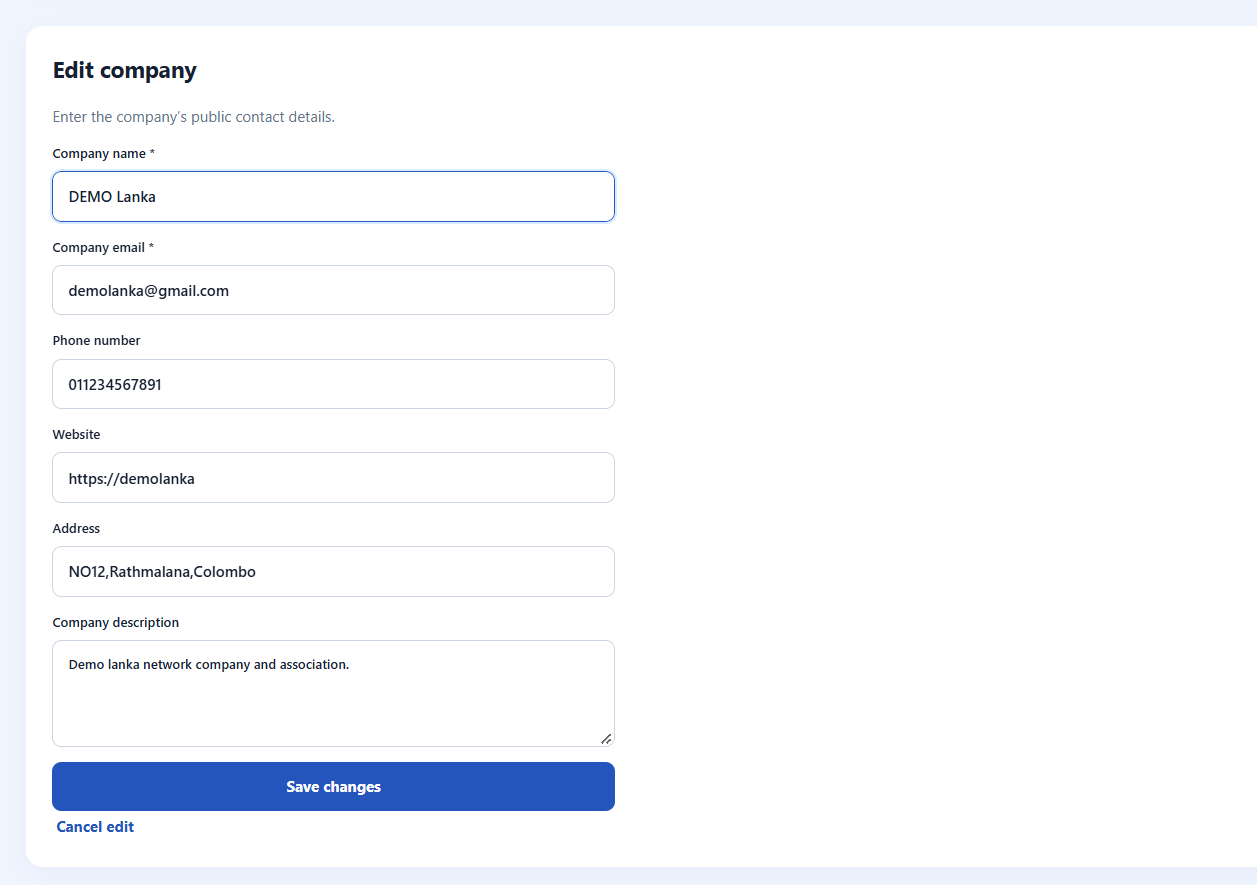 Edit company
Enter the company's public contact details.
Company name *
DEMO Lanka
Company email *
demolanka@gmail.com
Phone number
011234567891
Website
https://demolanka
Address
NO12,Rathmalana,Colombo
Company description
Demo lanka network company and association.
Save changes
Cancel edit